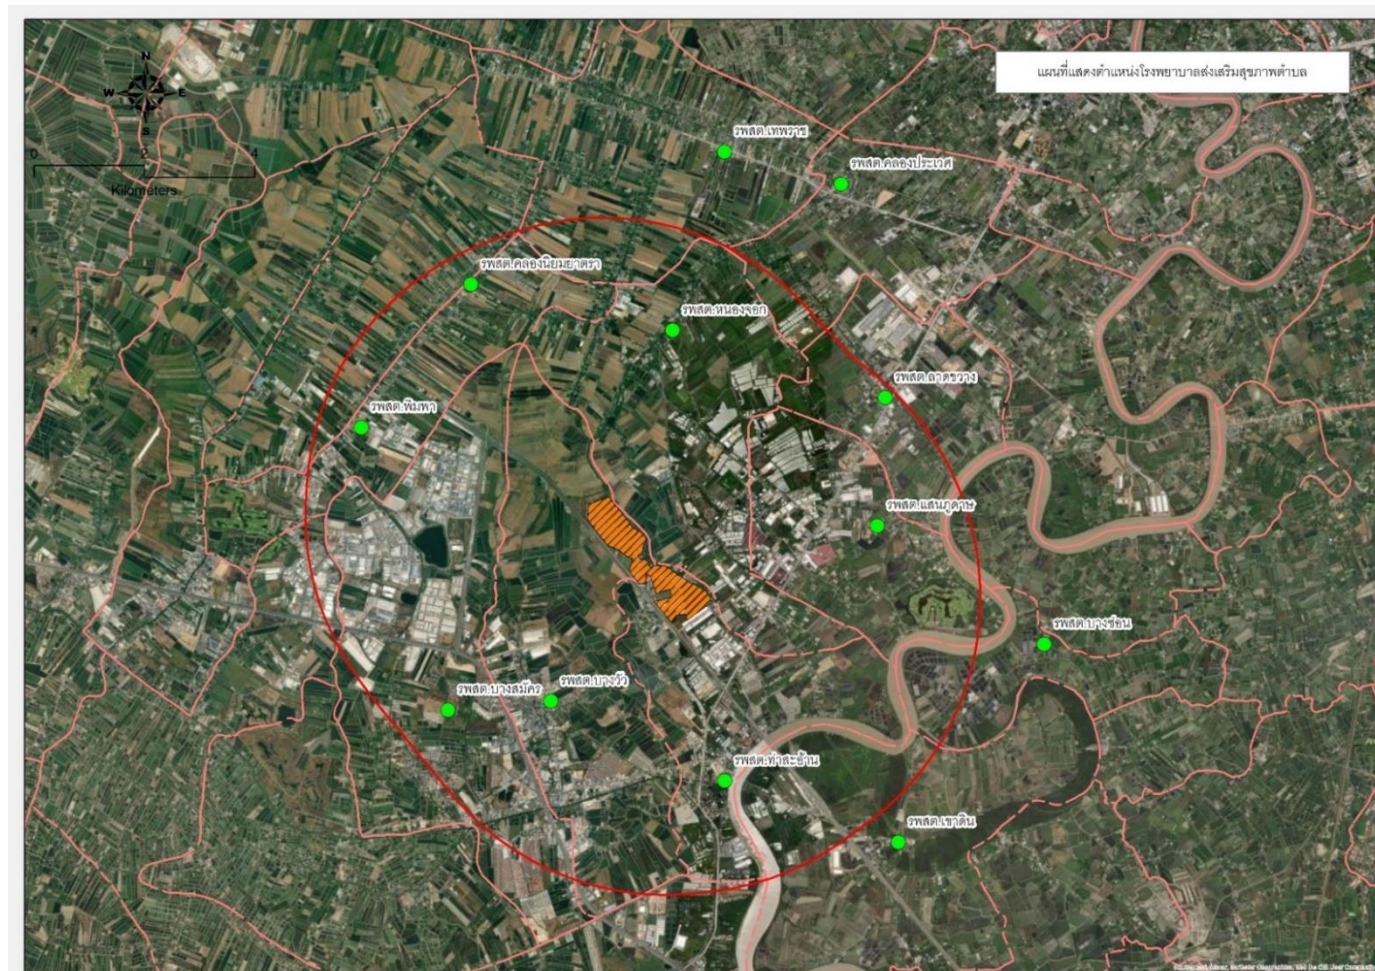 แผนที่แสดงตำแหน่งโรงพยาบาลส่งเสริมสุขภาพตำบล
N
W E
S
0 2 4
Kilometers
รพสต.เทพราช
รพสต.คลองประเวศ
รพสต.คลองนิยมยาตรา
รพสต.หนองจอก
รพสต.ลาดขวาง
รพสต.พิมพา
รพสต.แสนภูดาษ
รพสต.บางซ่อน
รพสต.บางสมัคร
รพสต.บางวัว
รพสต.ท่าสะอ้าน
รพสต.เขาดิน